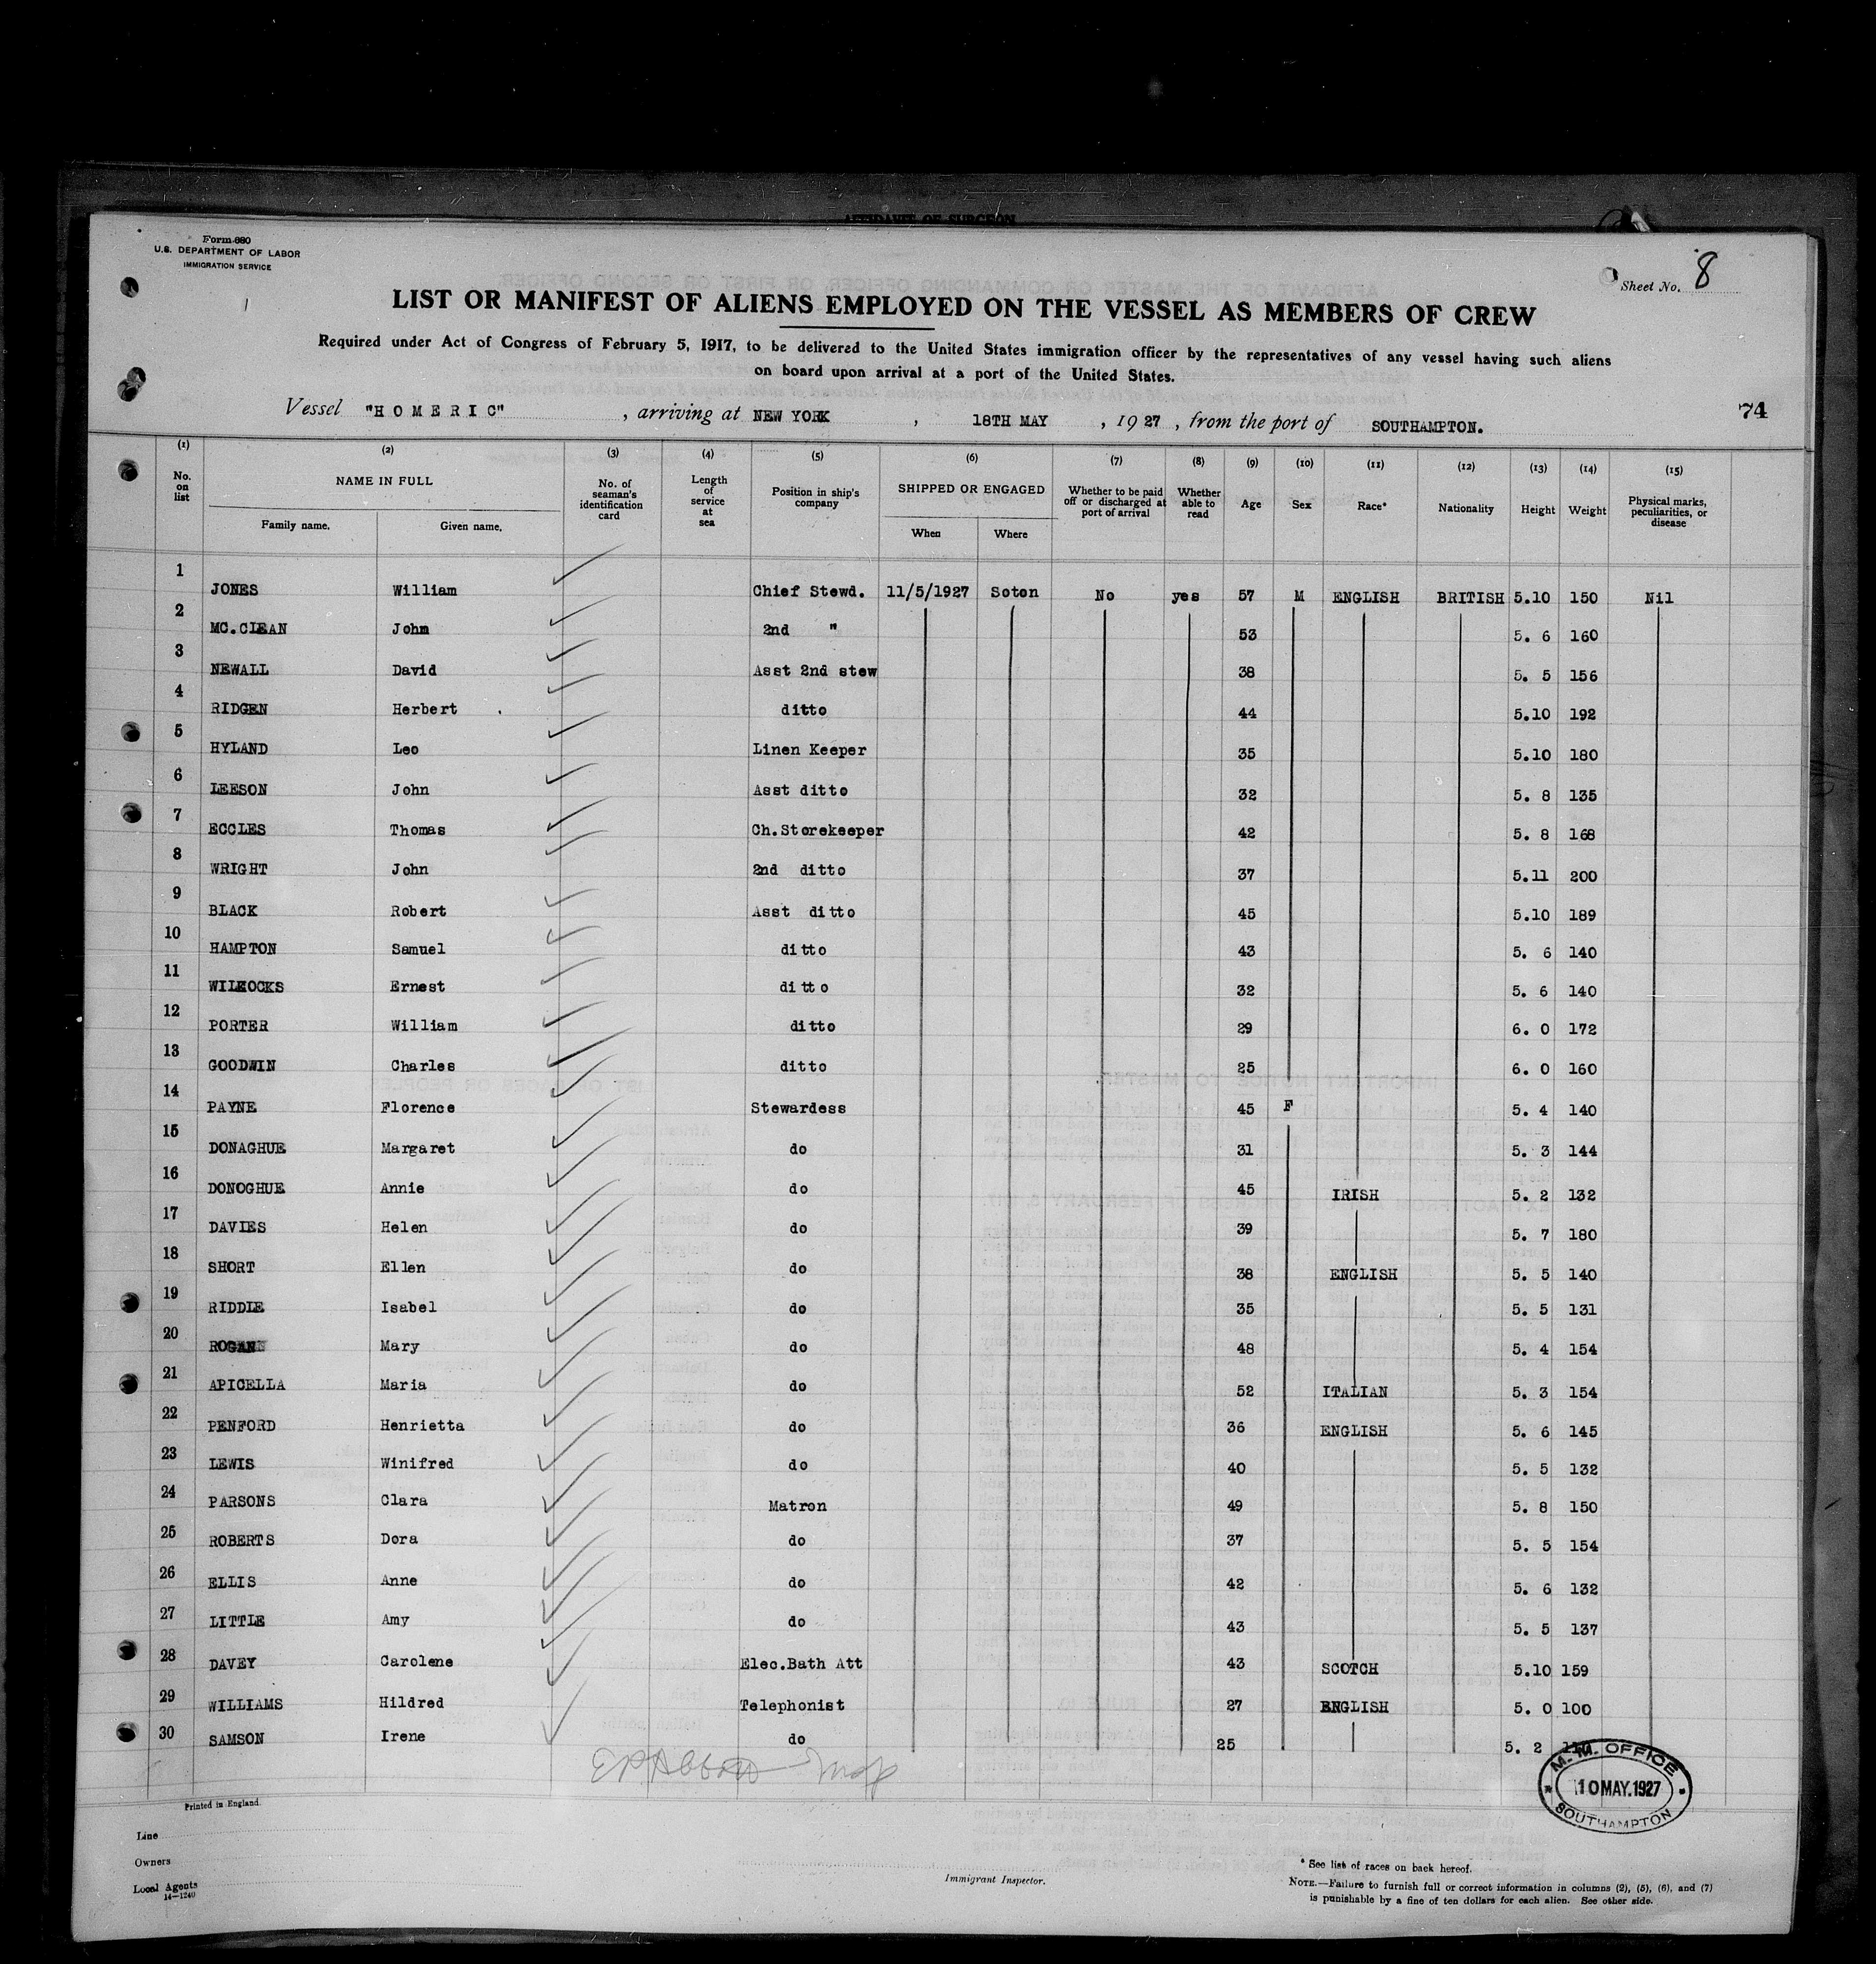 AFFIDAVIT OF SURGEON
Form 680
U.S. DEPARTMENT OF LABOR
IMMIGRATION SERVICE
Sheet No. 8
LIST OR MANIFEST OF ALIENS EMPLOYED ON THE VESSEL AS MEMBERS OF CREW
Required under Act of Congress of February 5, 1917, to be delivered to the United States immigration officer by the representatives of any vessel having such aliens
on board upon arrival at a port of the United States.
Vessel "HOMERIC", arriving at NEW YORK, 18TH MAY, 1927, from the port of SOUTHAMPTON.
74
(1) (2) (3) (4) (5) (6) (7) (8) (9) (10) (11) (12) (13) (14) (15)
No. on list NAME IN FULL Family name. Given name. No. of seaman's identification card Length of service at sea Position in ship's company SHIPPED OR ENGAGED When Where Whether to be paid off or discharged at port of arrival Whether able to read Age Sex Race* Nationality Height Weight Physical marks, peculiarities, or disease
1 JONES William Chief Stewd. 11/5/1927 Soton No yes 57 M ENGLISH BRITISH 5.10 150 Nil
2 MC.CLEAN John 2nd " 53 5. 6 160
3 NEWALL David Asst 2nd stew 38 5. 5 156
4 RIDGEN Herbert ditto 44 5.10 192
5 HYLAND Leo Linen Keeper 35 5.10 180
6 LEESON John Asst ditto 32 5. 8 135
7 ECCLES Thomas Ch.Storekeeper 42 5. 8 168
8 WRIGHT John 2nd ditto 37 5.11 200
9 BLACK Robert Asst ditto 45 5.10 189
10 HAMPTON Samuel ditto 43 5. 6 140
11 WILKOCKS Ernest ditto 32 5. 6 140
12 PORTER William ditto 29 6. 0 172
13 GOODWIN Charles ditto 25 6. 0 160
14 PAYNE Florence Stewardess 45 F 5. 4 140
15 DONAGHUE Margaret do 31 5. 3 144
16 DONOGHUE Annie do 45 IRISH 5. 2 132
17 DAVIES Helen do 39 5. 7 180
18 SHORT Ellen do 38 ENGLISH 5. 5 140
19 RIDDLE Isabel do 35 5. 5 131
20 ROGAN Mary do 48 5. 4 154
21 APICELLA Maria do 52 ITALIAN 5. 3 154
22 PENFORD Henrietta do 36 ENGLISH 5. 6 145
23 LEWIS Winifred do 40 5. 5 132
24 PARSONS Clara Matron 49 5. 8 150
25 ROBERTS Dora do 37 5. 5 154
26 ELLIS Anne do 42 5. 6 132
27 LITTLE Amy do 43 5. 5 137
28 DAVEY Carolene Elec.Bath Att 43 SCOTCH 5.10 159
29 WILLIAMS Hildred Telephonist 27 ENGLISH 5. 0 100
30 SAMSON Irene do 25 5. 2
M.M. OFFICE
10 MAY.1927
SOUTHAMPTON
Printed in England.
Line
Owners
Local Agents
14—1240
Immigrant Inspector.
* See list of races on back hereof.
NOTE.—Failure to furnish full or correct information in columns (2), (5), (6), and (7)
is punishable by a fine of ten dollars for each alien. See other side.